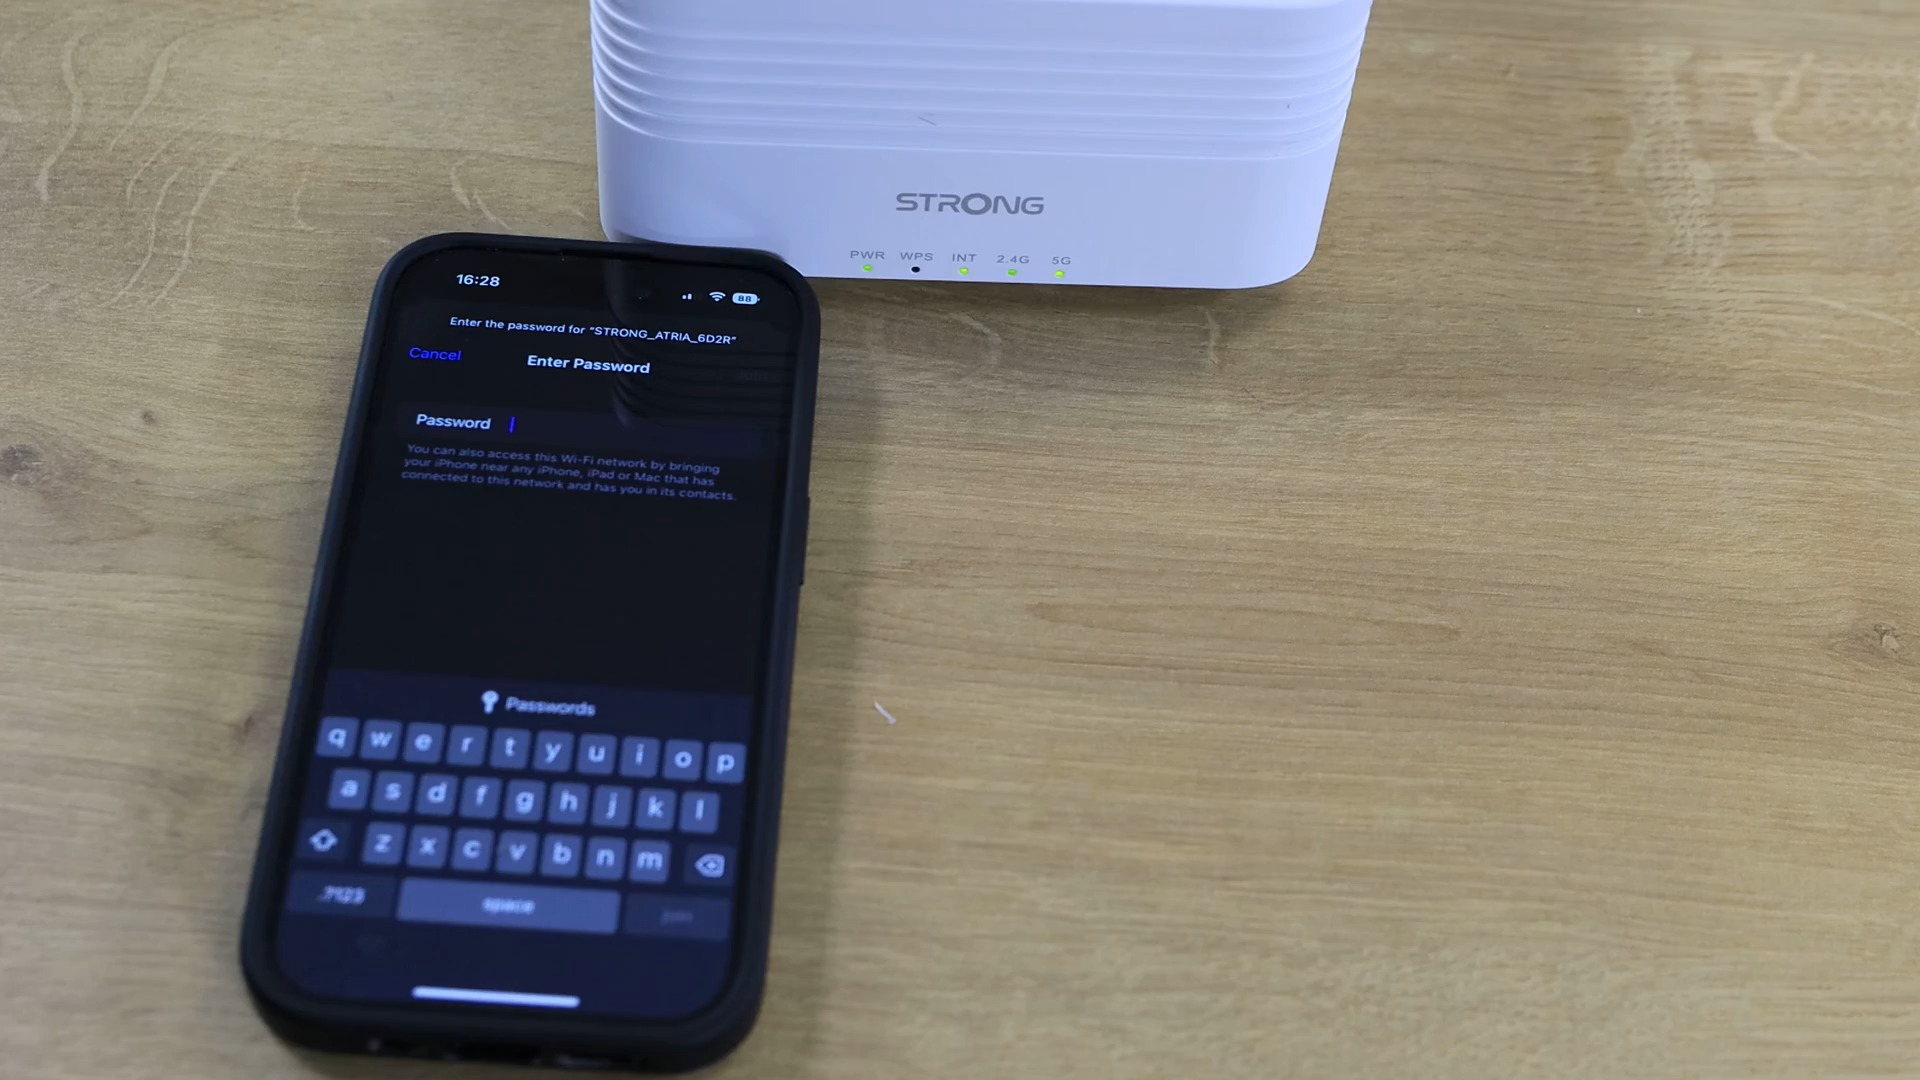 STRONG
PWR WPS INT 2.4G 5G
16:28
88
Enter the password for "STRONG_ATRIA_6D2R"
Cancel
Enter Password
Join
Password
You can also access this Wi-Fi network by bringing
your iPhone near any iPhone, iPad or Mac that has
connected to this network and has you in its contacts.
Passwords
q w e r t y u i o p
a s d f g h j k l
z x c v b n m
.?123 space join